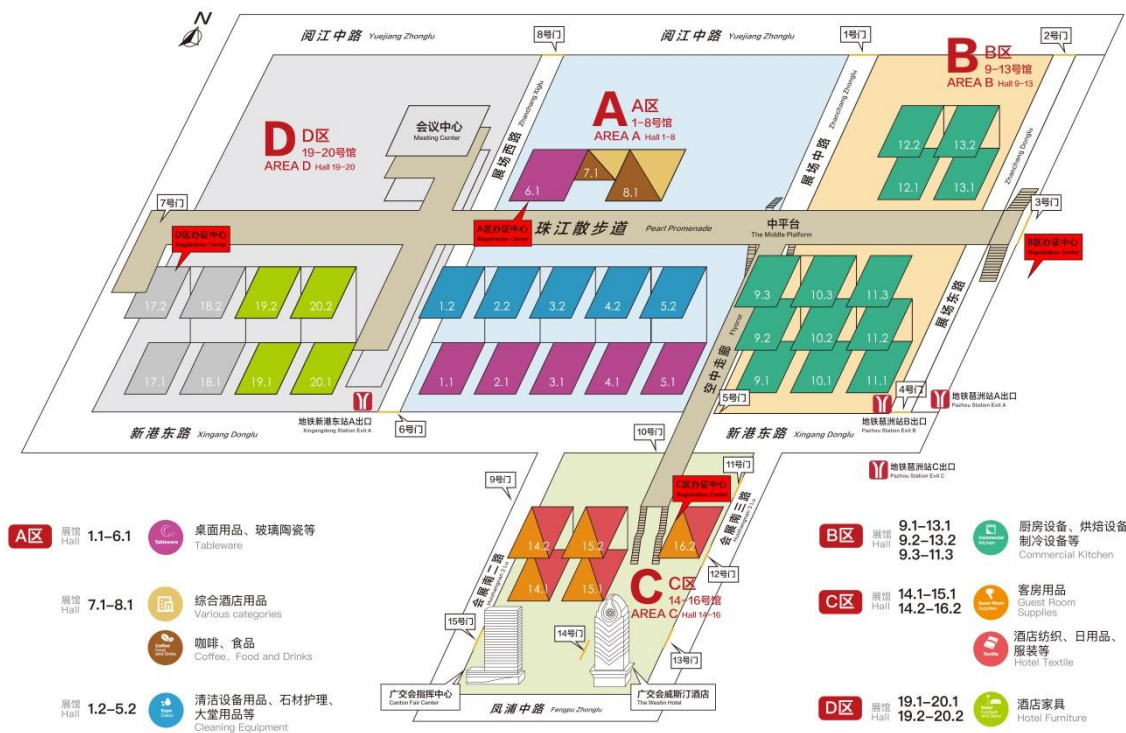 N
阅江中路 Yuejiang Zhonglu
8号门
阅江中路 Yuejiang Zhonglu
1号门
2号门
D
D区
19-20号馆
AREA D Hall 19-20
会议中心
Meeting Center
展场西路
Zhanchang Xiglu
A
A区
1-8号馆
AREA A Hall 1-8
展场中路
Zhanchang Zhonglu
B
B区
9-13号馆
AREA B Hall 9-13
Zhanchang Donglu
6.1
7.1
8.1
12.2
13.2
12.1
13.1
7号门
3号门
D区办证中心
Registration Center
A区办证中心
Registration Center
珠江散步道 Pearl Promenade
中平台
The Middle Platform
B区办证中心
Registration Center
17.2
18.2
19.2
20.2
1.2
2.2
3.2
4.2
5.2
9.3
10.3
11.3
展场东路
9.2
10.2
11.2
17.1
18.1
19.1
20.1
1.1
2.1
3.1
4.1
5.1
9.1
10.1
11.1
空中走廊
5号门
4号门
地铁琶洲站A出口
Pazhou Station Exit A
地铁琶洲站B出口
Pazhou Station Exit B
地铁琶洲站C出口
Pazhou Station Exit C
地铁新港东站A出口
Xingangdong Station Exit A
6号门
新港东路 Xingang Donglu
新港东路 Xingang Donglu
10号门
9号门
11号门
C区办证中心
Registration Center
会展南三路
会展南二路
14.2
15.2
16.2
14.1
15.1
12号门
C
C区
14-16号馆
AREA C Hall 14-16
15号门
14号门
13号门
广交会指挥中心
Canton Fair Center
广交会威斯汀酒店
The Westin Hotel
凤浦中路 Fengpu Zhonglu
A区
展馆
Hall
1.1-6.1
Tableware
桌面用品、玻璃陶瓷等
Tableware
展馆
Hall
7.1-8.1
综合酒店用品
Various categories
Coffee
Food
and Drinks
咖啡、食品
Coffee、Food and Drinks
展馆
Hall
1.2-5.2
Expo
Clean
清洁设备用品、石材护理、
大堂用品等
Cleaning Equipment
B区
展馆
Hall
9.1-13.1
9.2-13.2
9.3-11.3
Commercial
Kitchen
厨房设备、烘焙设备
制冷设备等
Commercial Kitchen
C区
展馆
Hall
14.1-15.1
14.2-16.2
Guest Room
Supplies
客房用品
Guest Room
Supplies
Textile
酒店纺织、日用品、
服装等
Hotel Textile
D区
展馆
Hall
19.1-20.1
19.2-20.2
酒店家具
Hotel Furniture